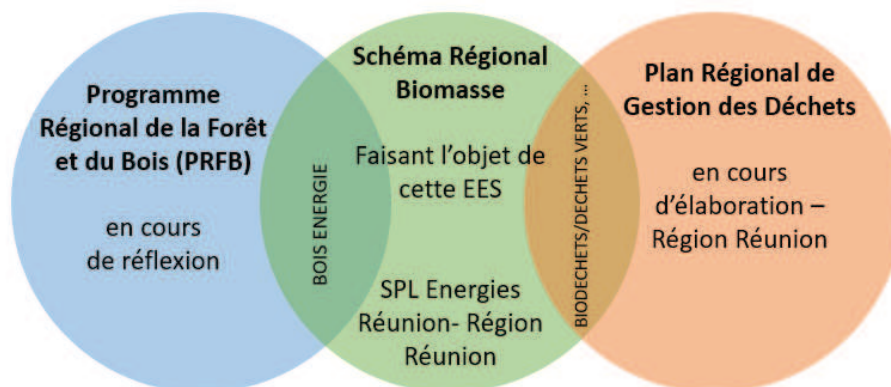 Programme
Régional de la Forêt
et du Bois (PRFB)
en cours
de réflexion
BOIS ENERGIE
Schéma Régional
Biomasse
Faisant l’objet de
cette EES
SPL Energies
Réunion- Région
Réunion
BIODECHETS/DECHETS VERTS, ...
Plan Régional de
Gestion des Déchets
en cours
d’élaboration –
Région Réunion